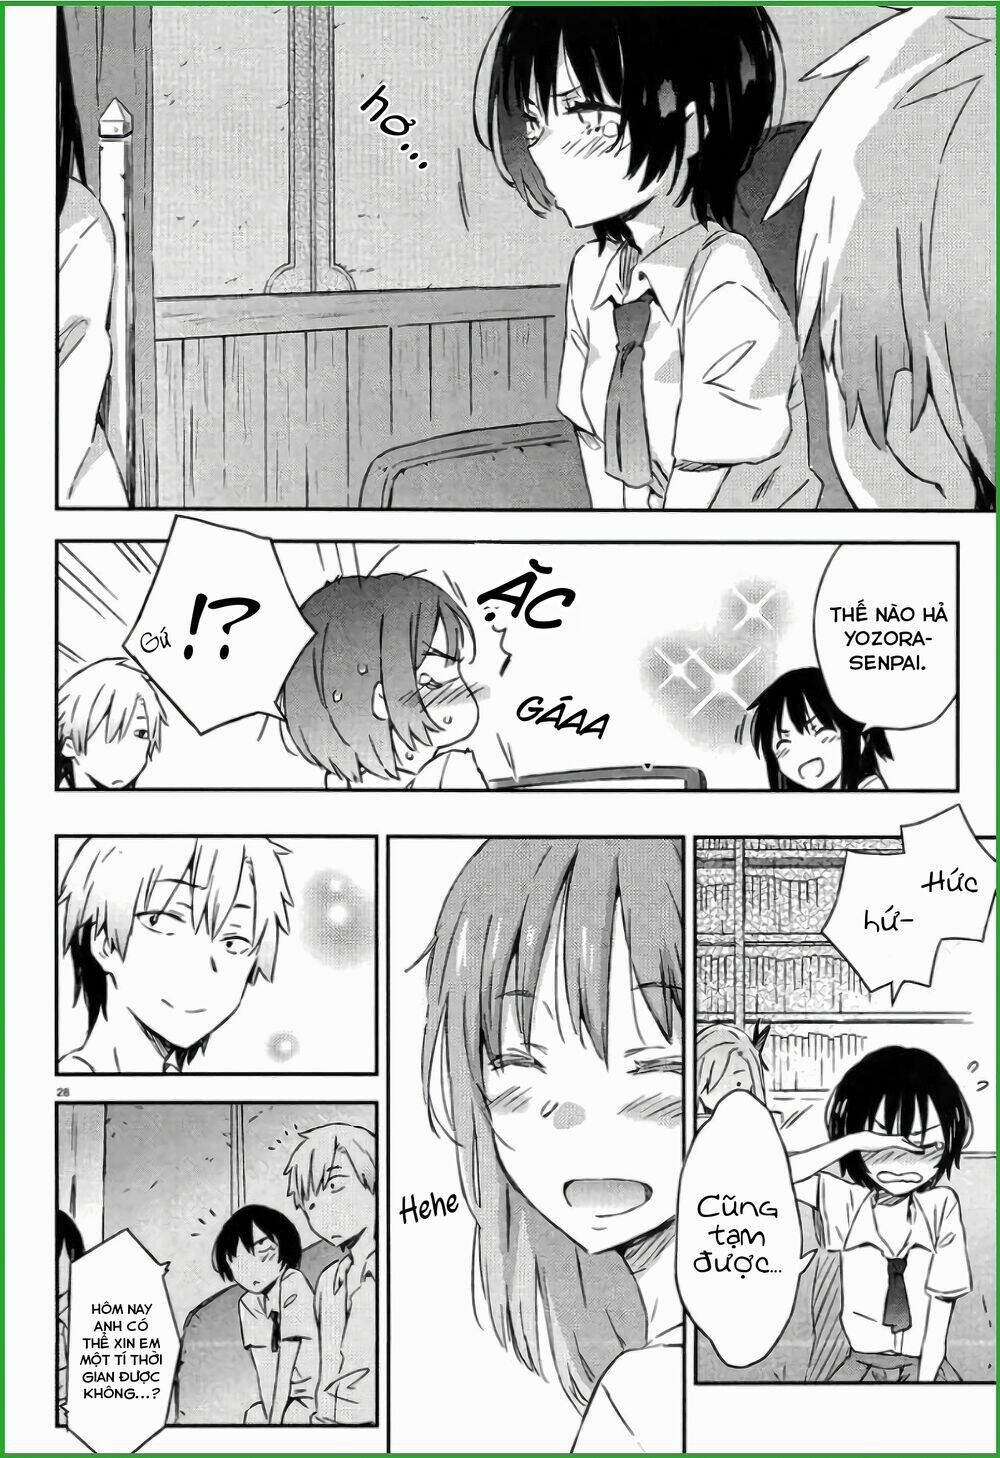 hơ...
THẾ NÀO HẢ
YOZORA-
SENPAI.
ẶC
GÁAA
!?
Gứ
Hức
hứ-
Cũng
tạm
được...
Hehe
28
HÔM NAY
ANH CÓ
THỂ XIN EM
MỘT TÍ THỜI
GIAN ĐƯỢC
KHÔNG...?